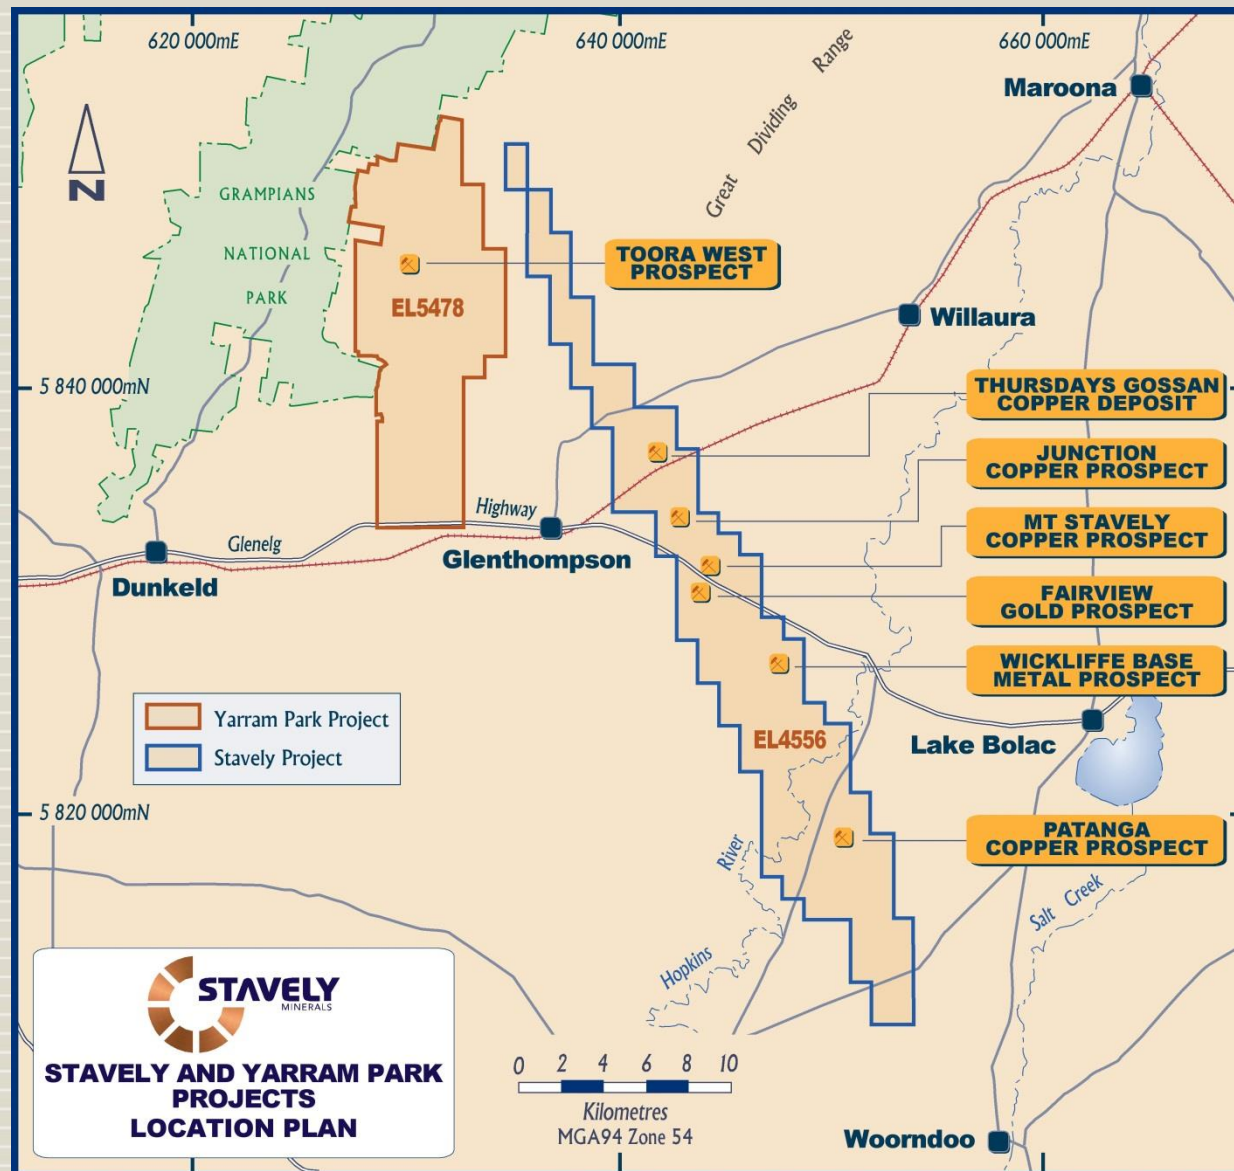 620 000mE
640 000mE
660 000mE
Great Dividing Range
Maroona
N
GRAMPIANS
NATIONAL
PARK
TOORA WEST
PROSPECT
EL5478
Willaura
5 840 000mN
THURSDAYS GOSSAN
COPPER DEPOSIT
JUNCTION
COPPER PROSPECT
MT STAVELY
COPPER PROSPECT
FAIRVIEW
GOLD PROSPECT
WICKLIFFE BASE
METAL PROSPECT
Glenelg Highway
Glenthompson
Dunkeld
Yarram Park Project
Stavely Project
EL4556
Lake Bolac
5 820 000mN
PATANGA
COPPER PROSPECT
Hopkins River
Salt Creek
STAVELY
MINERALS
STAVELY AND YARRAM PARK
PROJECTS
LOCATION PLAN
0 2 4 6 8 10
Kilometres
MGA94 Zone 54
Woorndoo